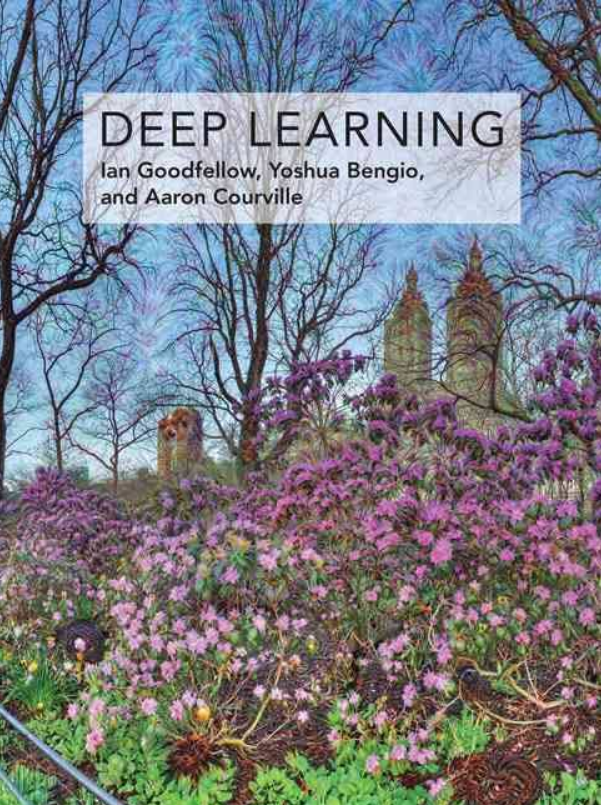 DEEP LEARNING
Ian Goodfellow, Yoshua Bengio,
and Aaron Courville